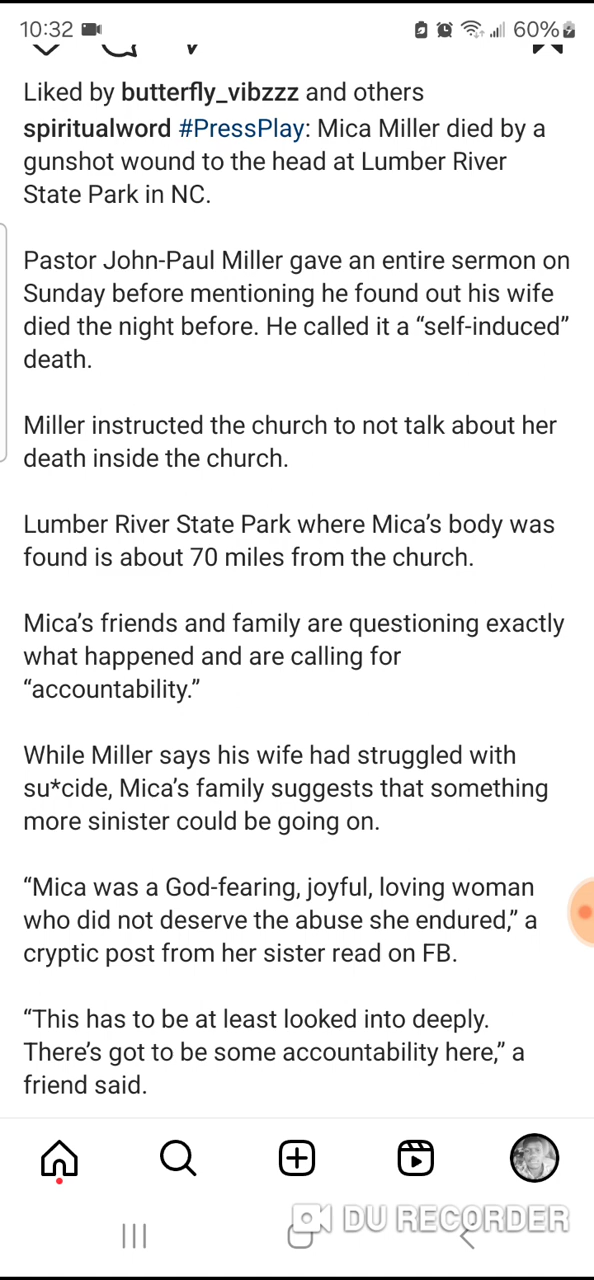 10:32 60%
Liked by butterfly_vibzzz and others
spiritualword #PressPlay: Mica Miller died by a
gunshot wound to the head at Lumber River
State Park in NC.
Pastor John-Paul Miller gave an entire sermon on
Sunday before mentioning he found out his wife
died the night before. He called it a “self-induced”
death.
Miller instructed the church to not talk about her
death inside the church.
Lumber River State Park where Mica’s body was
found is about 70 miles from the church.
Mica’s friends and family are questioning exactly
what happened and are calling for
“accountability.”
While Miller says his wife had struggled with
su*cide, Mica’s family suggests that something
more sinister could be going on.
“Mica was a God-fearing, joyful, loving woman
who did not deserve the abuse she endured,” a
cryptic post from her sister read on FB.
“This has to be at least looked into deeply.
There’s got to be some accountability here,” a
friend said.
DU RECORDER